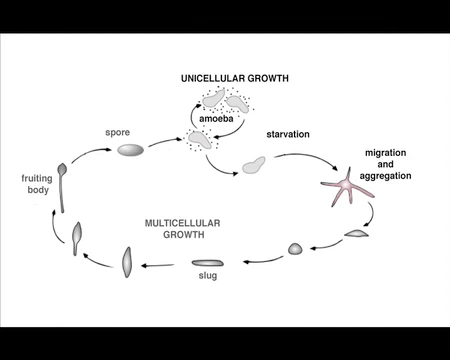 UNICELLULAR GROWTH
amoeba
spore
starvation
migration
and
aggregation
fruiting
body
MULTICELLULAR
GROWTH
slug